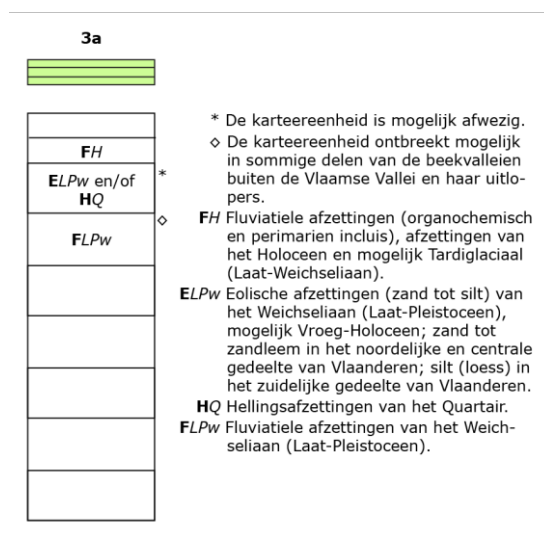 3a
FH
ELPw en/of
HQ
*
◇
FLPw
* De karteereenheid is mogelijk afwezig.
◇ De karteereenheid ontbreekt mogelijk
in sommige delen van de beekvalleien
buiten de Vlaamse Vallei en haar uitlo-
pers.
FH Fluviatiele afzettingen (organochemisch
en perimarien incluis), afzettingen van
het Holoceen en mogelijk Tardiglaciaal
(Laat-Weichseliaan).
ELPw Eolische afzettingen (zand tot silt) van
het Weichseliaan (Laat-Pleistoceen),
mogelijk Vroeg-Holoceen; zand tot
zandleem in het noordelijke en centrale
gedeelte van Vlaanderen; silt (loess) in
het zuidelijke gedeelte van Vlaanderen.
HQ Hellingsafzettingen van het Quartair.
FLPw Fluviatiele afzettingen van het Weich-
seliaan (Laat-Pleistoceen).